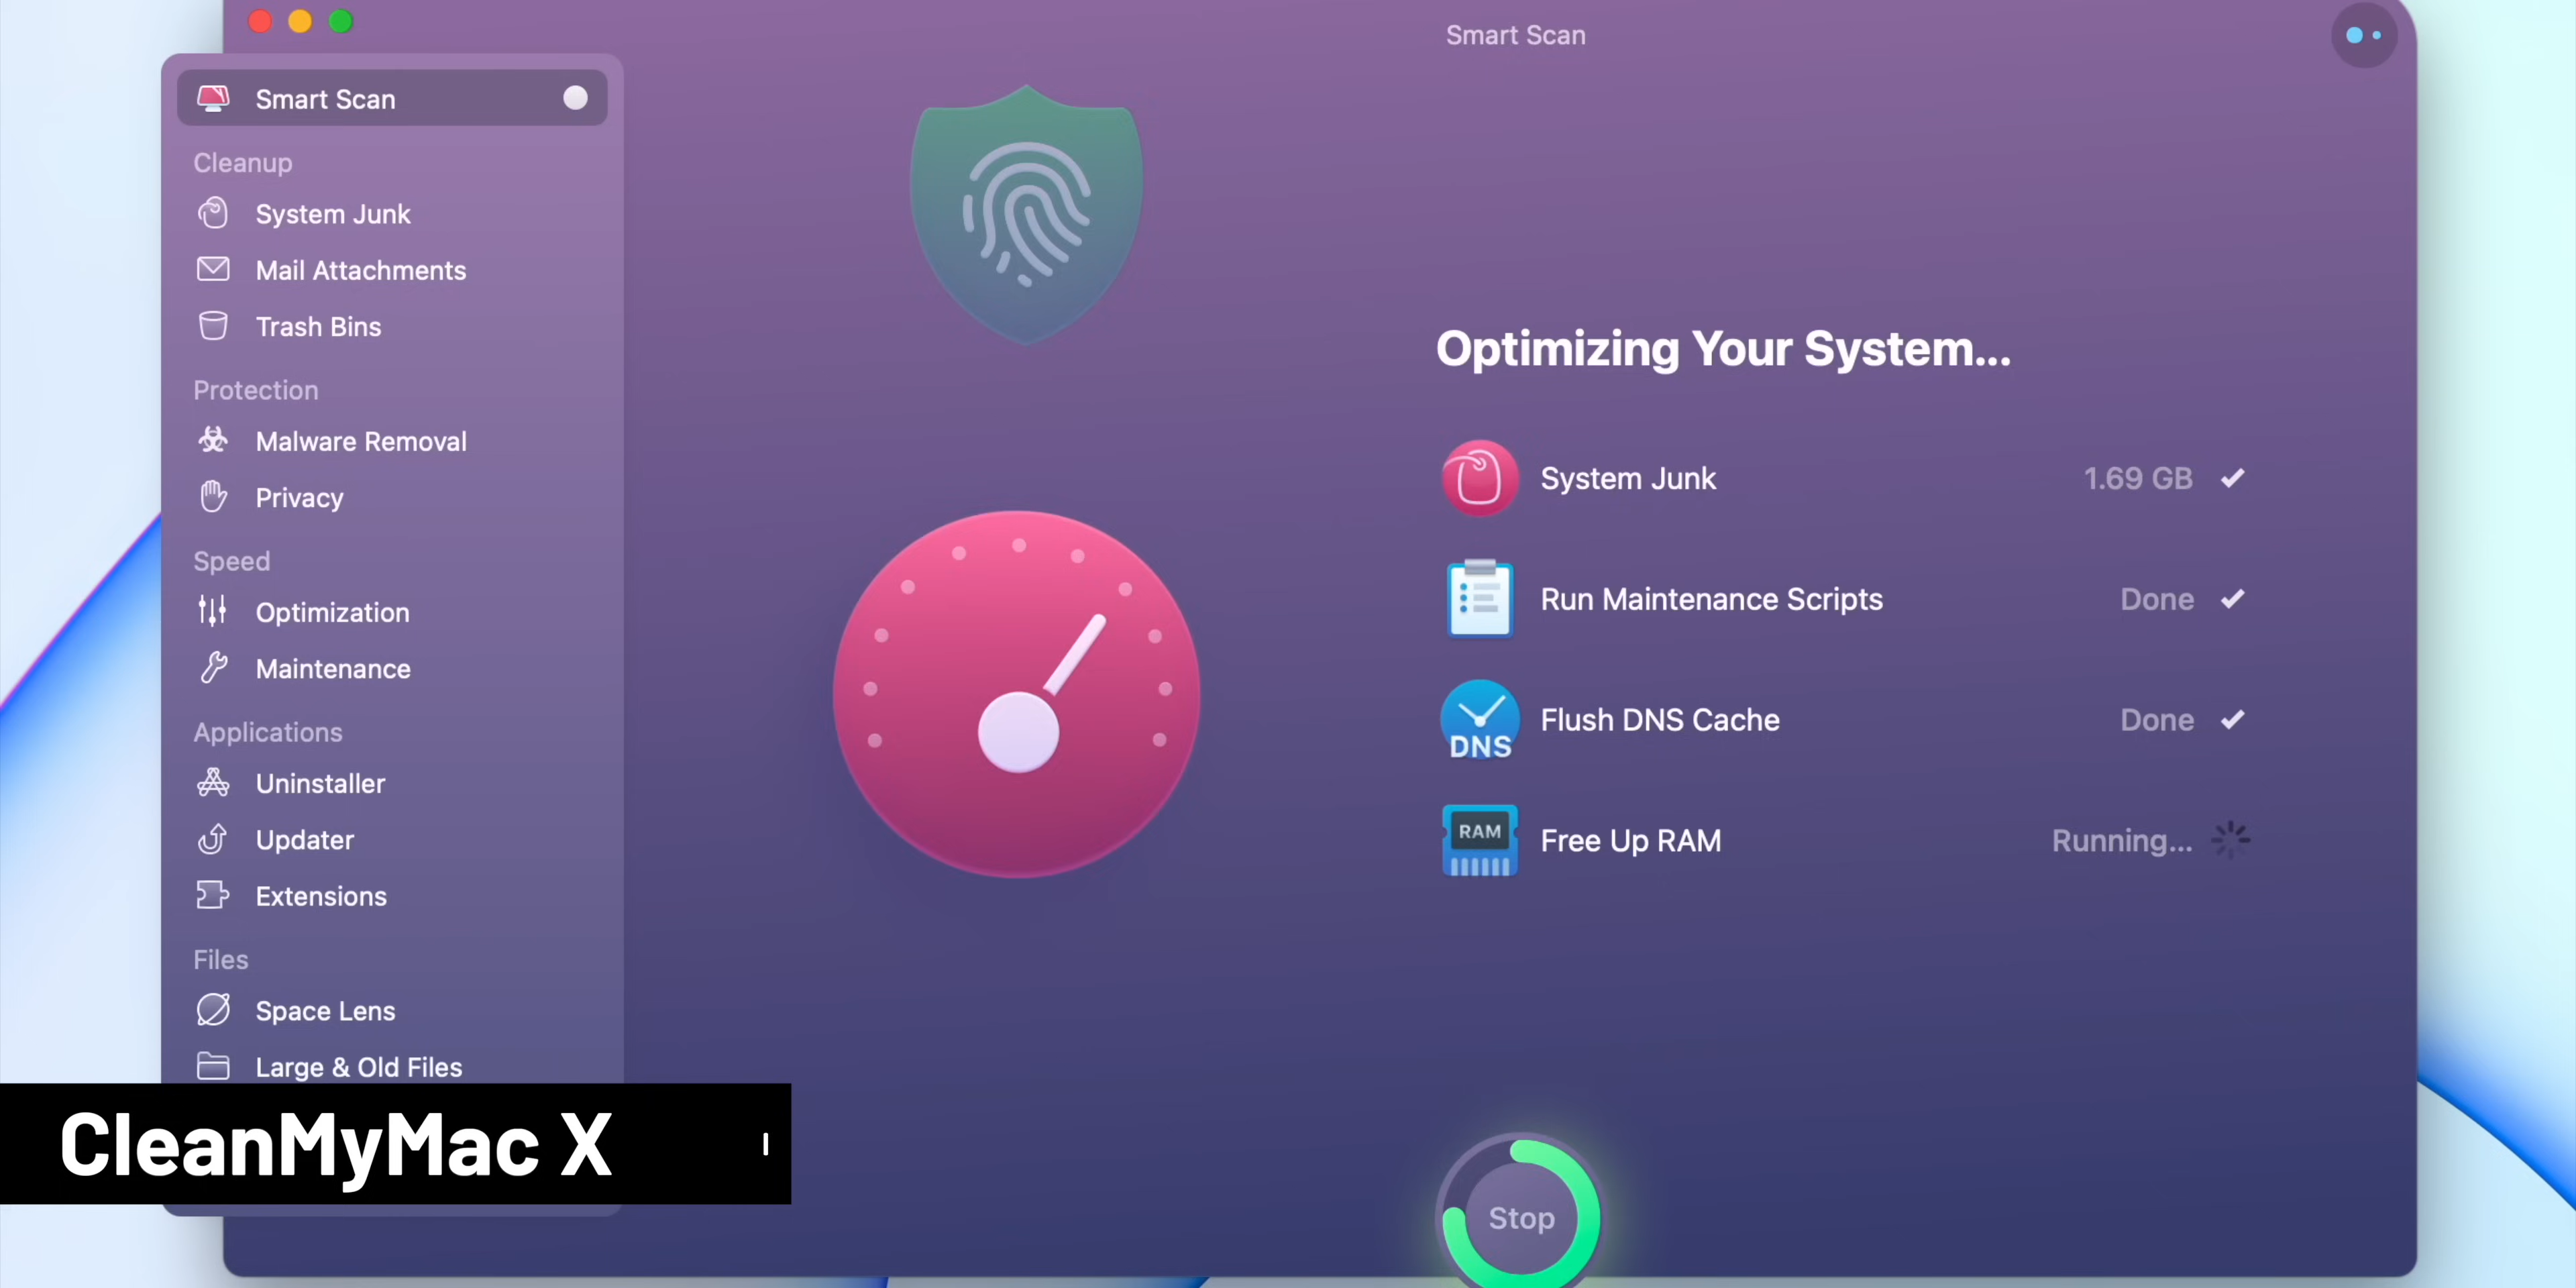 Smart Scan
Smart Scan
Cleanup
System Junk
Mail Attachments
Trash Bins
Protection
Malware Removal
Privacy
Speed
Optimization
Maintenance
Applications
Uninstaller
Updater
Extensions
Files
Space Lens
Large & Old Files
Optimizing Your System...
System Junk 1.69 GB
Run Maintenance Scripts Done
DNS
Flush DNS Cache Done
RAM
Free Up RAM Running...
Stop
CleanMyMac X